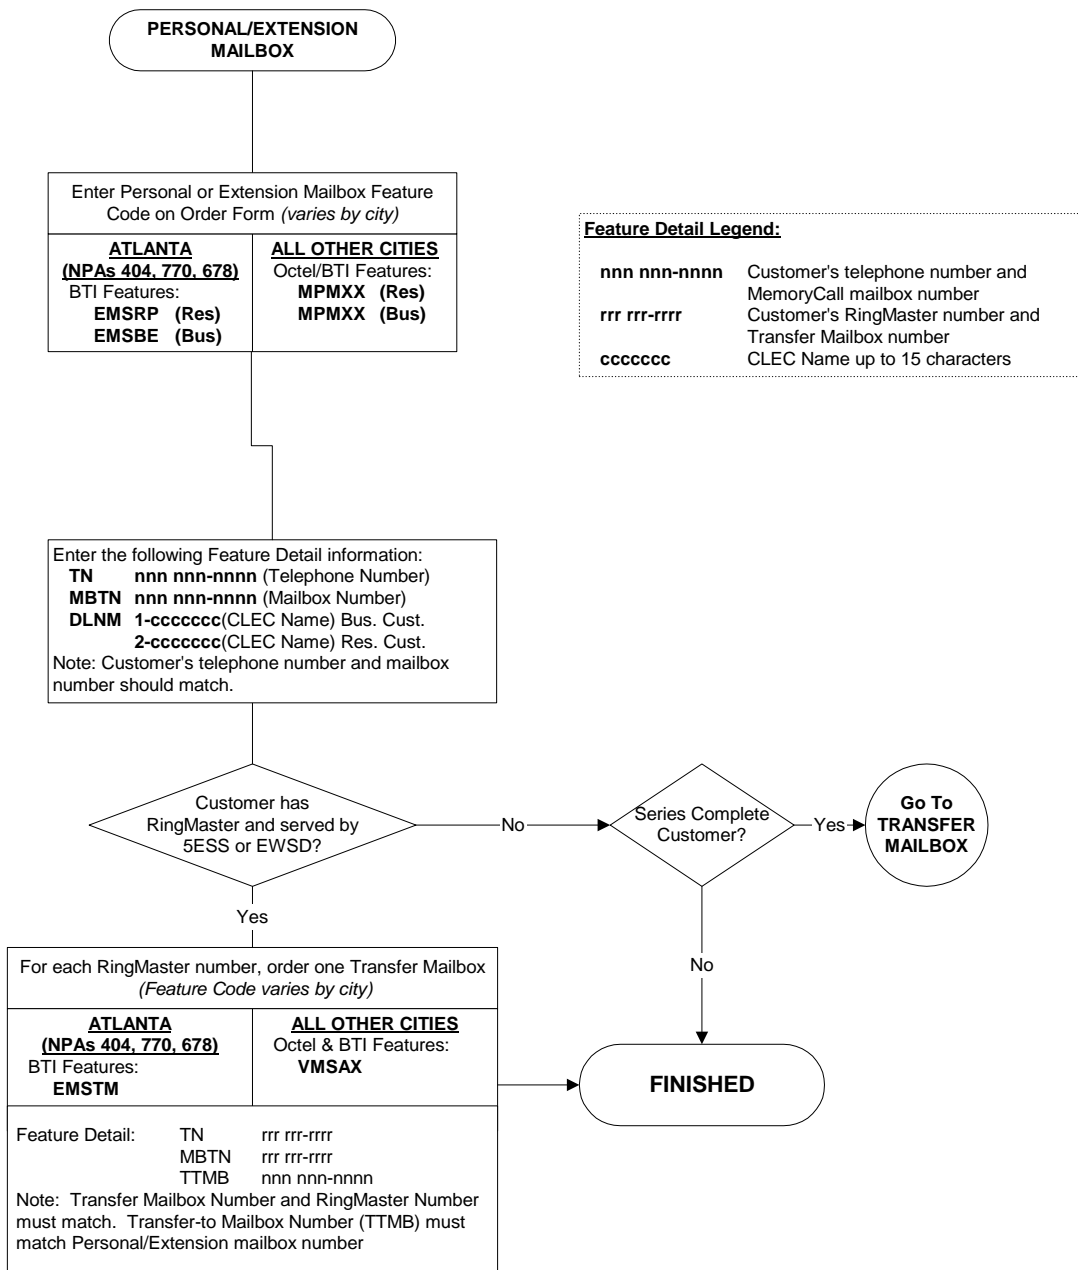 PERSONAL/EXTENSION
MAILBOX
Enter Personal or Extension Mailbox Feature
Code on Order Form (varies by city)
ATLANTA
(NPAs 404, 770, 678)
BTI Features:
EMSRP (Res)
EMSBE (Bus)
ALL OTHER CITIES
Octel/BTI Features:
MPMXX (Res)
MPMXX (Bus)
Feature Detail Legend:
nnn nnn-nnnn Customer's telephone number and
MemoryCall mailbox number
rrr rrr-rrrr Customer's RingMaster number and
Transfer Mailbox number
ccccccc CLEC Name up to 15 characters
Enter the following Feature Detail information:
TN nnn nnn-nnnn (Telephone Number)
MBTN nnn nnn-nnnn (Mailbox Number)
DLNM 1-ccccccc(CLEC Name) Bus. Cust.
2-ccccccc(CLEC Name) Res. Cust.
Note: Customer's telephone number and mailbox
number should match.
Customer has
RingMaster and served by
5ESS or EWSD?
No
Series Complete
Customer?
Yes
Go To
TRANSFER
MAILBOX
Yes
No
For each RingMaster number, order one Transfer Mailbox
(Feature Code varies by city)
ATLANTA
(NPAs 404, 770, 678)
BTI Features:
EMSTM
ALL OTHER CITIES
Octel & BTI Features:
VMSAX
FINISHED
Feature Detail: TN rrr rrr-rrrr
MBTN rrr rrr-rrrr
TTMB nnn nnn-nnnn
Note: Transfer Mailbox Number and RingMaster Number
must match. Transfer-to Mailbox Number (TTMB) must
match Personal/Extension mailbox number